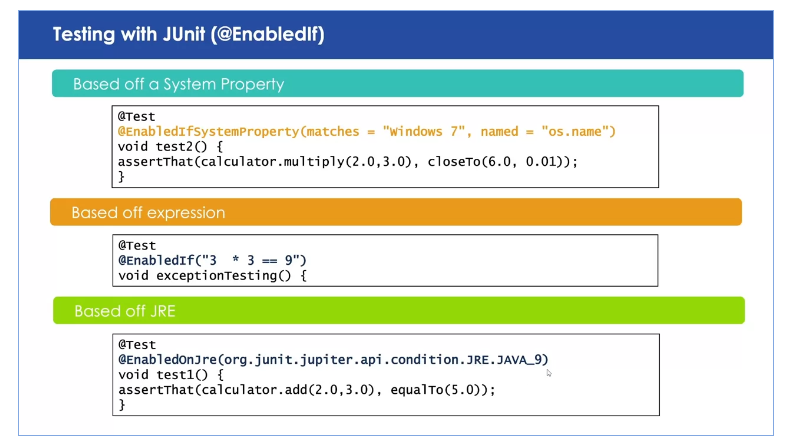 Testing with JUnit (@EnabledIf)
Based off a System Property
@Test
@EnabledIfSystemProperty(matches = "Windows 7", named = "os.name")
void test2() {
assertThat(calculator.multiply(2.0,3.0), closeTo(6.0, 0.01));
}
Based off expression
@Test
@EnabledIf("3  * 3 == 9")
void exceptionTesting() {
Based off JRE
@Test
@EnabledOnJre(org.junit.jupiter.api.condition.JRE.JAVA_9)
void test1() {
assertThat(calculator.add(2.0,3.0), equalTo(5.0));
}